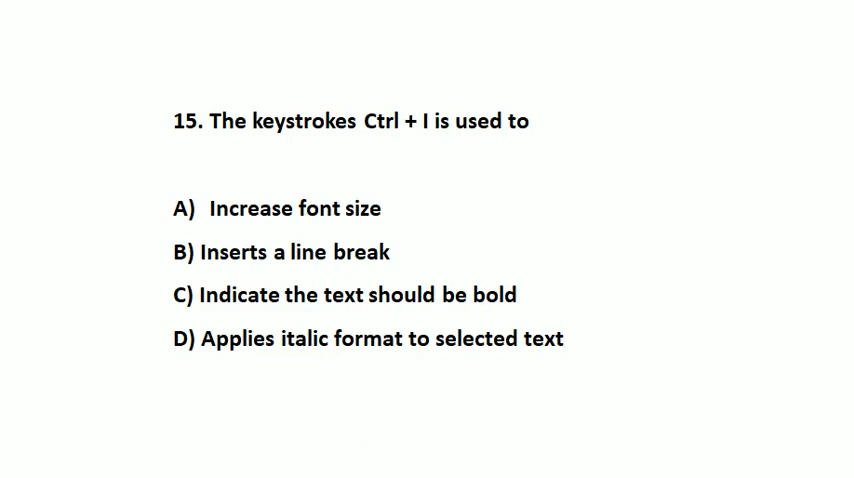 15. The keystrokes Ctrl + I is used to
A) Increase font size
B) Inserts a line break
C) Indicate the text should be bold
D) Applies italic format to selected text